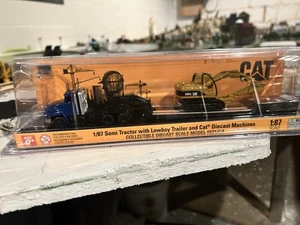 CAT
1/87 Semi Tractor with Lowboy Trailer and Cat® Diecast Machines
COLLECTIBLE DIECAST SCALE MODEL REPLICA
1:87
SCALE